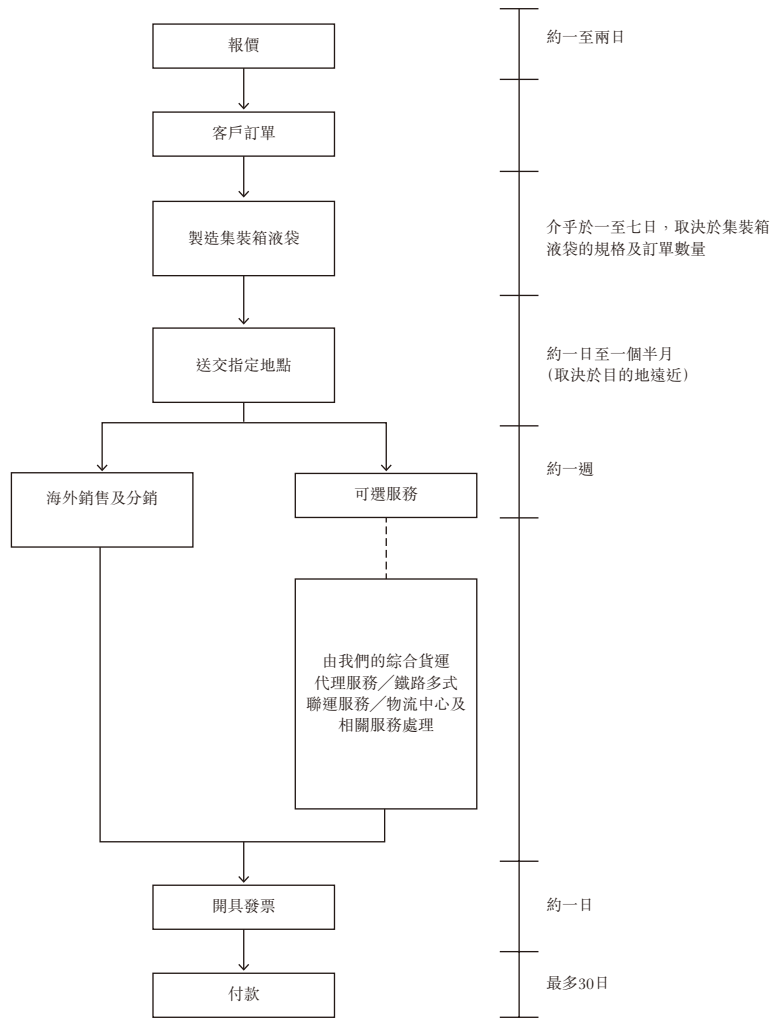 報價
約一至兩日
客戶訂單
製造集裝箱液袋
介乎於一至七日，取決於集裝箱
液袋的規格及訂單數量
送交指定地點
約一日至一個半月
(取決於目的地遠近)
海外銷售及分銷
可選服務
約一週
由我們的綜合貨運
代理服務／鐵路多式
聯運服務／物流中心及
相關服務處理
開具發票
約一日
付款
最多30日